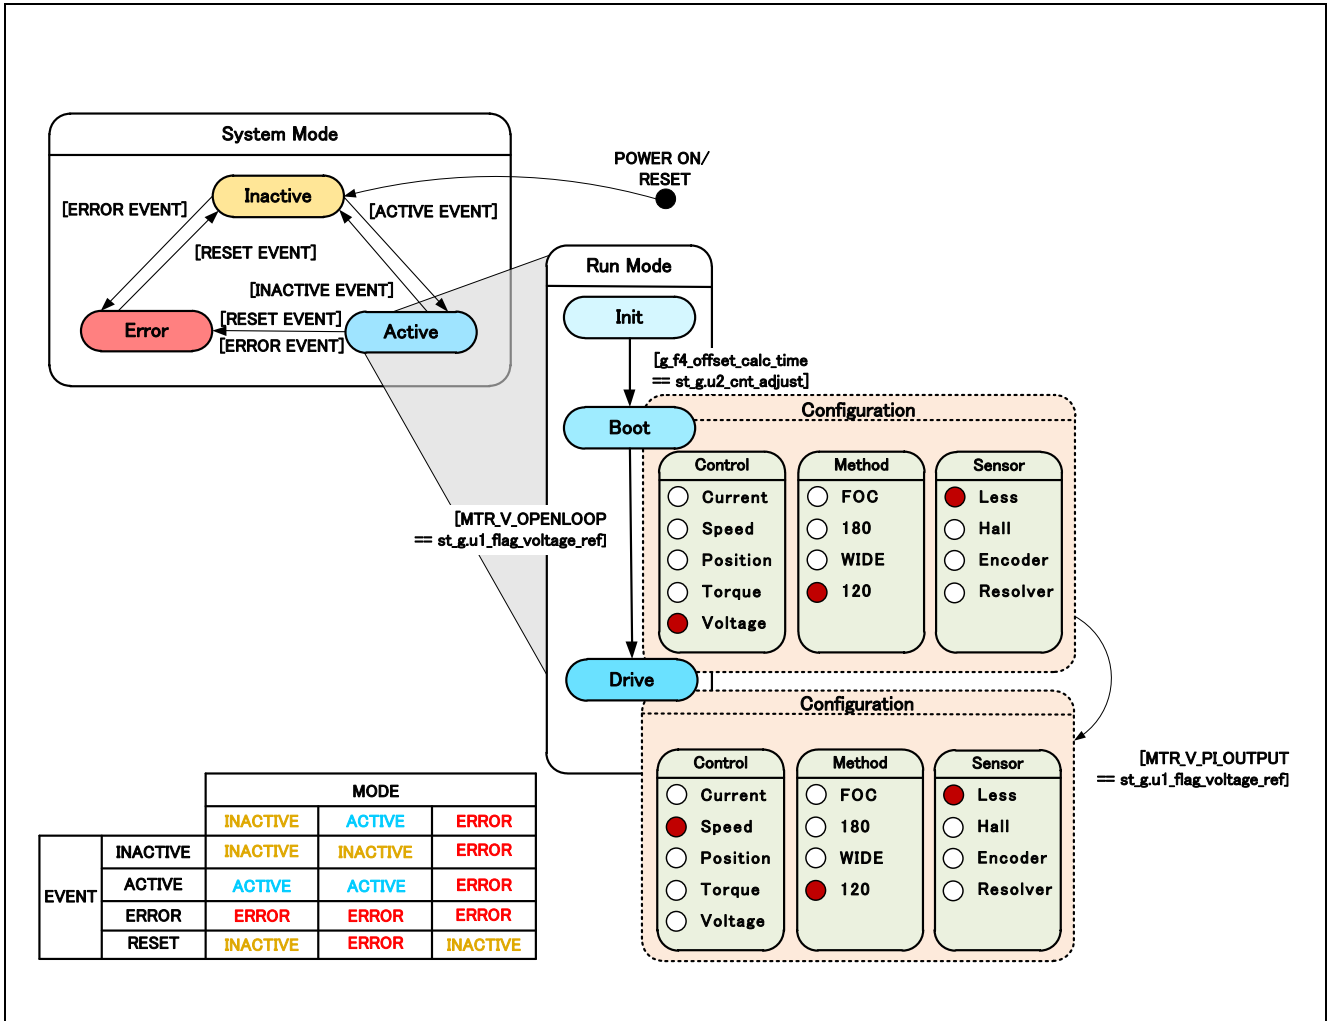 System Mode
POWER ON/
RESET
Inactive
[ERROR EVENT]
[ACTIVE EVENT]
[RESET EVENT]
[INACTIVE EVENT]
Error
[RESET EVENT]
[ERROR EVENT]
Active
Run Mode
Init
[g_f4_offset_calc_time
== st_g.u2_cnt_adjust]
Boot
[MTR_V_OPENLOOP
== st_g.u1_flag_voltage_ref]
Drive
Configuration
Control
Current
Speed
Position
Torque
Voltage
Method
FOC
180
WIDE
120
Sensor
Less
Hall
Encoder
Resolver
[MTR_V_PI_OUTPUT
== st_g.u1_flag_voltage_ref]
Configuration
Control
Current
Speed
Position
Torque
Voltage
Method
FOC
180
WIDE
120
Sensor
Less
Hall
Encoder
Resolver
MODE
INACTIVE ACTIVE ERROR
EVENT
INACTIVE INACTIVE INACTIVE ERROR
ACTIVE ACTIVE ACTIVE ERROR
ERROR ERROR ERROR ERROR
RESET INACTIVE ERROR INACTIVE